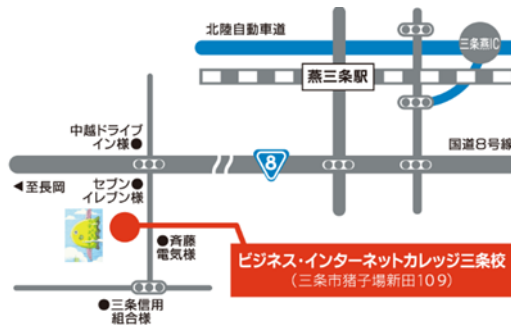 北陸自動車道
三条燕IC
燕三条駅
中越ドライブ
イン様
国道8号線
8
至長岡
セブン
イレブン様
斉藤
電気様
ビジネス・インターネットカレッジ三条校
(三条市猪子場新田109)
三条信用
組合様